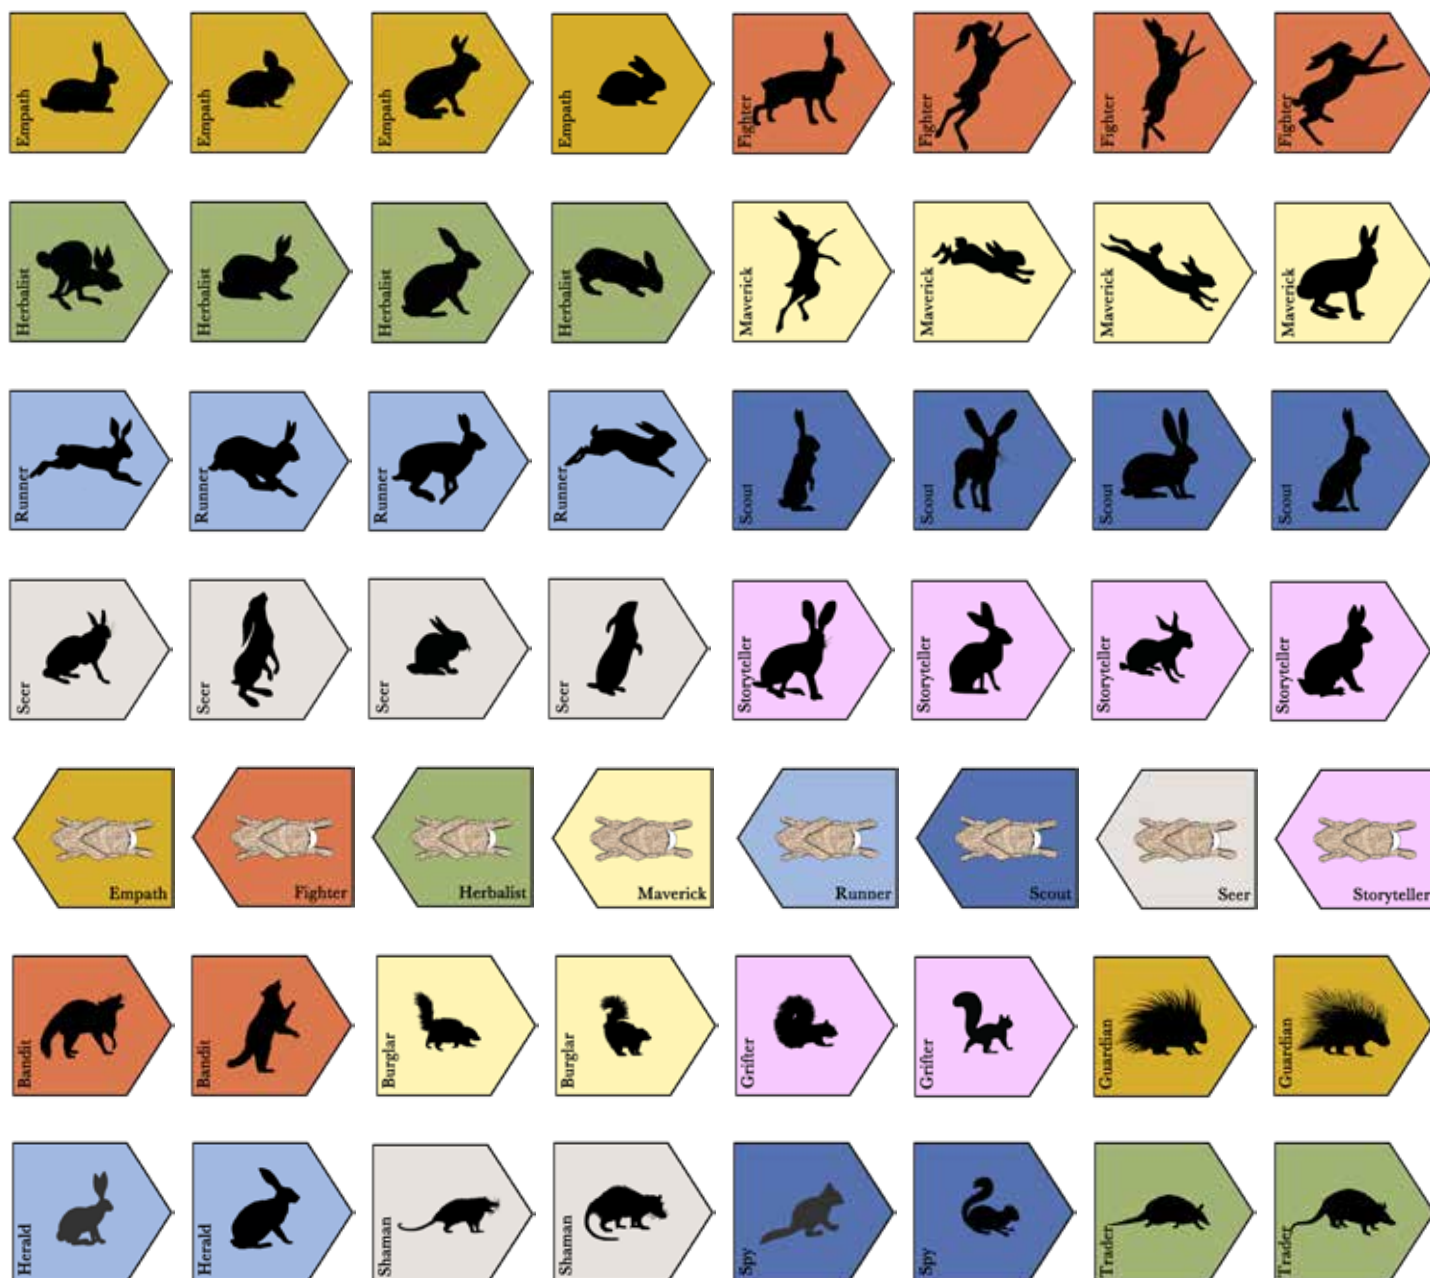 Empath
Empath
Empath
Empath
Fighter
Fighter
Fighter
Fighter
Herbalist
Herbalist
Herbalist
Herbalist
Maverick
Maverick
Maverick
Maverick
Runner
Runner
Runner
Runner
Scout
Scout
Scout
Scout
Seer
Seer
Seer
Seer
Storyteller
Storyteller
Storyteller
Storyteller
Empath
Fighter
Herbalist
Maverick
Runner
Scout
Seer
Storyteller
Bandit
Bandit
Burglar
Burglar
Grifter
Grifter
Guardian
Guardian
Herald
Herald
Shaman
Shaman
Spy
Spy
Trader
Trader